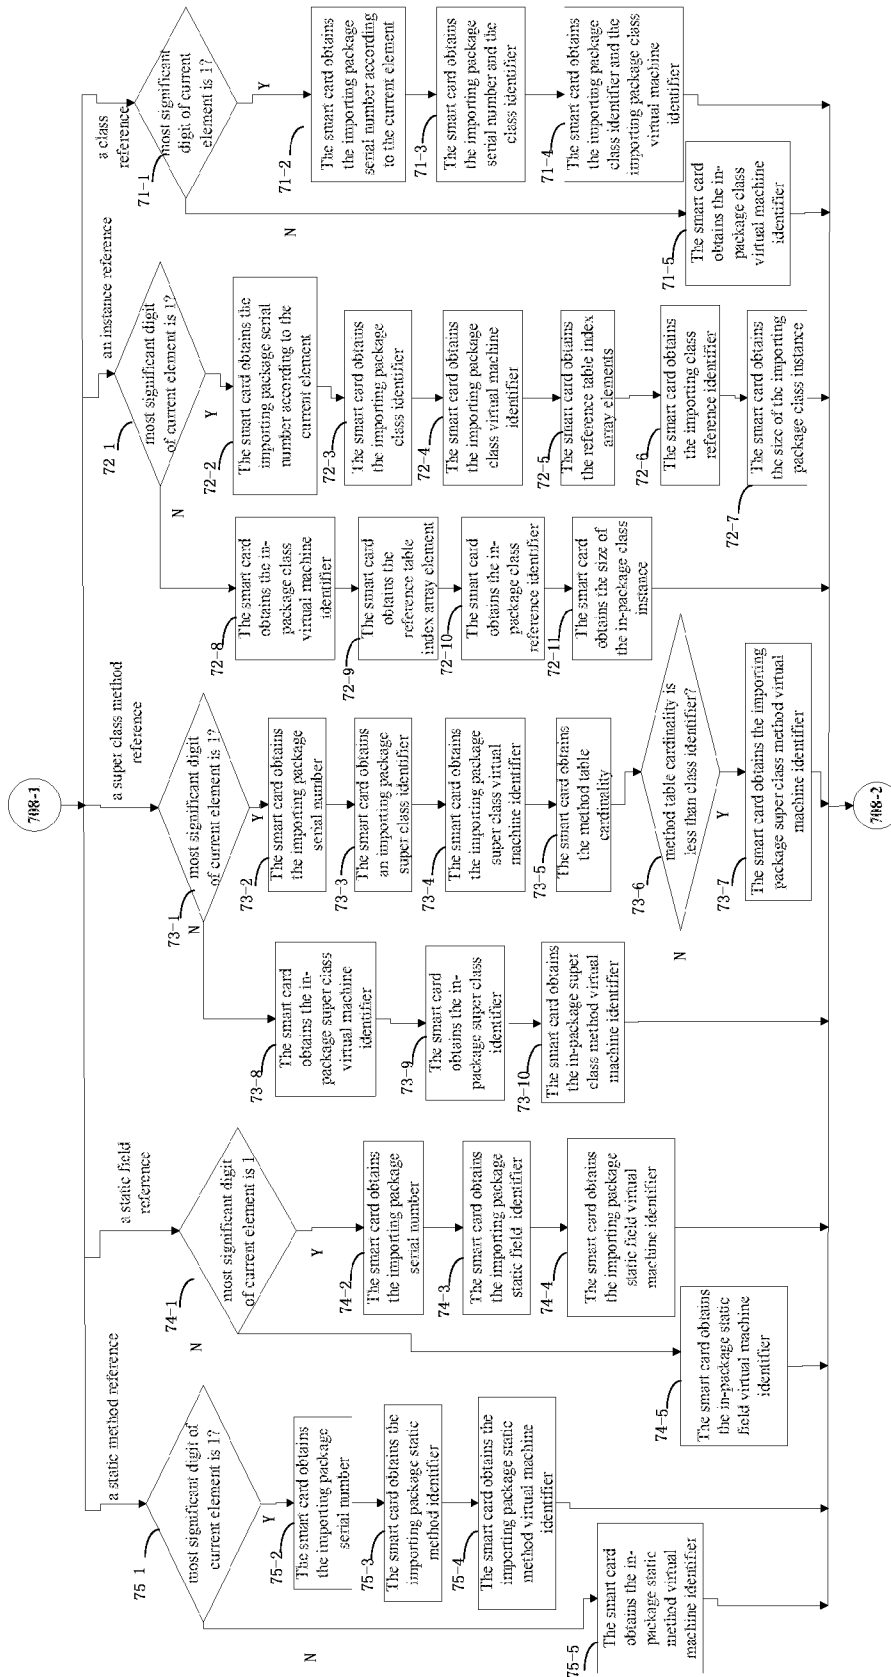 708-1
a static method reference
75-1
most significant digit of
current element is 1?
Y
N
75-2
The smart card obtains
the importing package
serial number
75-3
The smart card obtains the
importing package static
method identifier
75-4
The smart card obtains the
importing package static
method virtual machine
identifier
75-5
The smart card
obtains the in-
package static
method virtual
machine identifier
a static field
reference
74-1
most significant digit
of current element is 1
Y
N
74-2
The smart card obtains
the importing package
serial number
74-3
The smart card obtains
the importing package
static field identifier
74-4
The smart card obtains
the importing package
static field virtual
machine identifier
74-5
The smart card obtains
the in-package static
field virtual machine
identifier
a super class method
reference
73-1
most significant digit
of current element is 1?
Y
N
73-2
The smart card obtains
the importing package
serial number
73-3
The smart card obtains
an importing package
super class identifier
73-4
The smart card obtains
the importing package
super class virtual
machine identifier
73-5
The smart card obtains
the method table
cardinality
73-6
method table cardinality is
less than class identifier?
Y
N
73-7
The smart card obtains the importing
package super class method virtual
machine identifier
73-8
The smart card
obtains the in-
package super class
virtual machine
identifier
73-9
The smart card
obtains the in-
package super class
identifier
73-10
The smart card obtains
the in-package super
class method virtual
machine identifier
an instance reference
72 1
most significant digit
of current element is 1?
Y
N
72-2
The smart card obtains the
importing package serial
number according to the
current element
72-3
The smart card obtains
the importing package
class identifier
72-4
The smart card obtains
the importing package
class virtual machine
identifier
72-5
The smart card obtains
the reference table index
array elements
72-6
The smart card obtains
the importing class
reference identifier
72-7
The smart card obtains
the size of the importing
package class instance
72-8
The smart card
obtains the in-
package class
virtual machine
identifier
72-9
The smart card
obtains the
reference table
index array element
72-10
The smart card
obtains the in-
package class
reference identifier
72-11
The smart card
obtains the size of
the in-package class
instance
a class
reference
71-1
most significant
digit of current
element is 1?
Y
N
71-2
The smart card obtains
the importing package
serial number according
to the current element
71-3
The smart card obtains
the importing package
serial number and the
class identifier
71-4
The smart card obtains
the importing package
class identifier and the
importing package class
virtual machine
identifier
71-5
The smart card
obtains the in-
package class
virtual machine
identifier
708-2